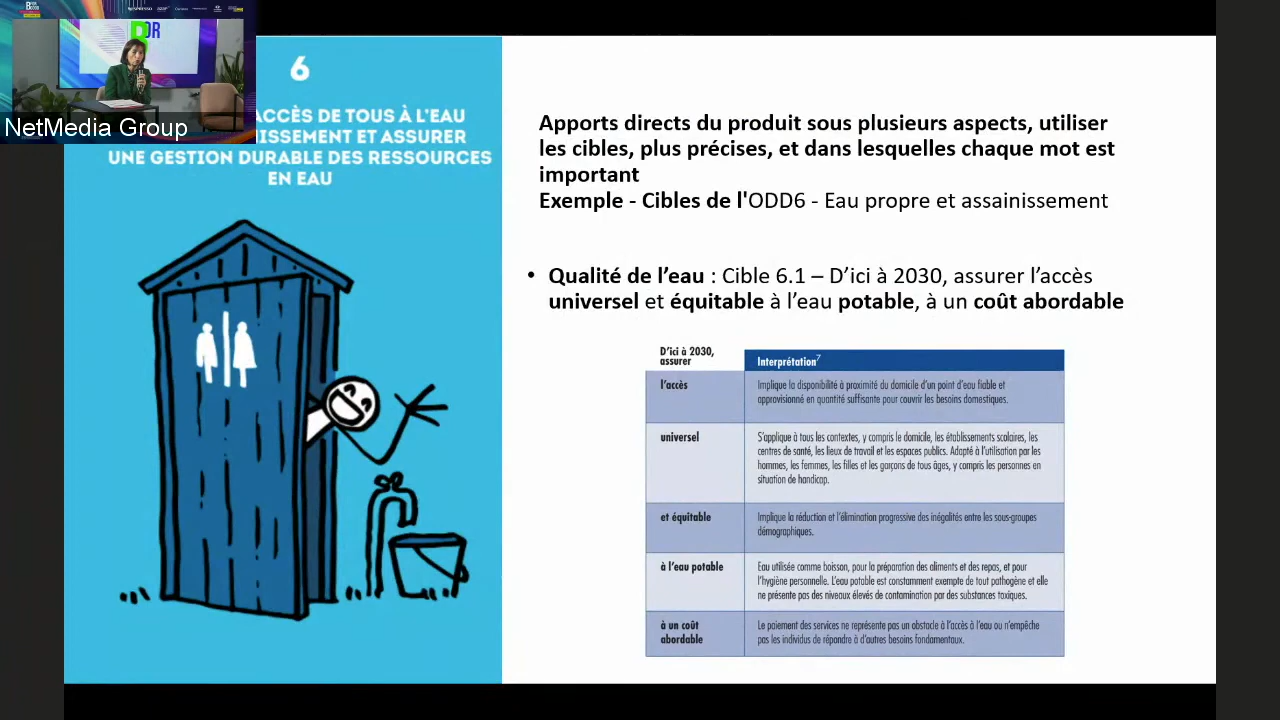 NESPRESSO
OR
NetMedia Group
6
ACCÈS DE TOUS À L'EAU
NISSEMENT ET ASSURER
UNE GESTION DURABLE DES RESSOURCES
EN EAU
Apports directs du produit sous plusieurs aspects, utiliser
les cibles, plus précises, et dans lesquelles chaque mot est
important
Exemple - Cibles de l'ODD6 - Eau propre et assainissement
• Qualité de l’eau : Cible 6.1 – D’ici à 2030, assurer l’accès
universel et équitable à l’eau potable, à un coût abordable
D'ici à 2030,
assurer
Interprétation7
l'accès
Implique la disponibilité à proximité du domicile d'un point d'eau fiable et
approvisionné en quantité suffisante pour couvrir les besoins domestiques.
universel
S'applique à tous les contextes, y compris le domicile, les établissements scolaires, les
centres de santé, les lieux de travail et les espaces publics. Adapté à l'utilisation par les
hommes, les femmes, les filles et les garçons de tous âges, y compris les personnes en
situation de handicap.
et équitable
Implique la réduction et l'élimination progressive des inégalités entre les sous-groupes
démographiques.
à l'eau potable
Eau utilisée comme boisson, pour la préparation des aliments et des repas, et pour
l'hygiène personnelle. L'eau potable est constamment exempte de tout pathogène et elle
ne présente pas des niveaux élevés de contamination par des substances toxiques.
à un coût
abordable
Le paiement des services ne représente pas un obstacle à l'accès à l'eau ou n'empêche
pas les individus de répondre à d'autres besoins fondamentaux.